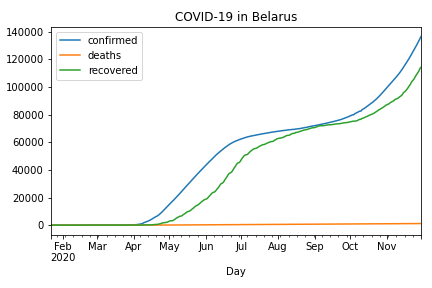 COVID-19 in Belarus
confirmed
deaths
recovered
140000
120000
100000
80000
60000
40000
20000
0
Feb Mar Apr May Jun Jul Aug Sep Oct Nov
2020
Day